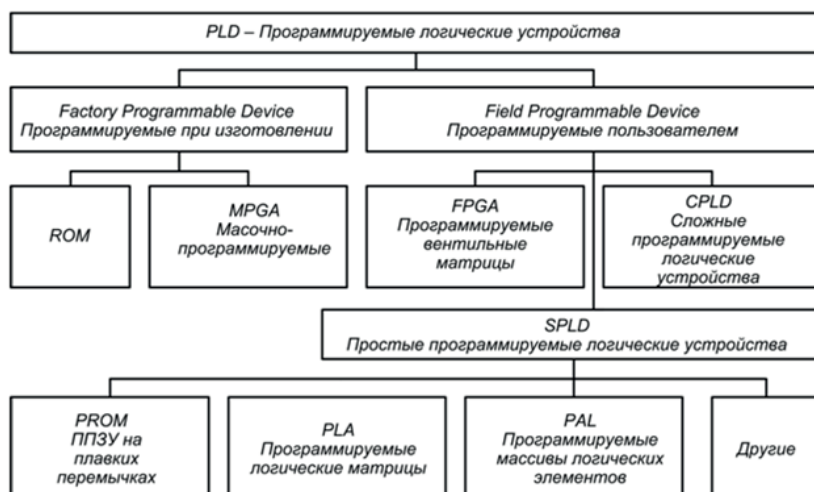 PLD – Программируемые логические устройства
Factory Programmable Device
Программируемые при изготовлении
Field Programmable Device
Программируемые пользователем
ROM
MPGA
Масочно-
программируемые
FPGA
Программируемые
вентильные
матрицы
CPLD
Сложные
программируемые
логические
устройства
SPLD
Простые программируемые логические устройства
PROM
ППЗУ на
плавких
перемычках
PLA
Программируемые
логические матрицы
PAL
Программируемые
массивы логических
элементов
Другие